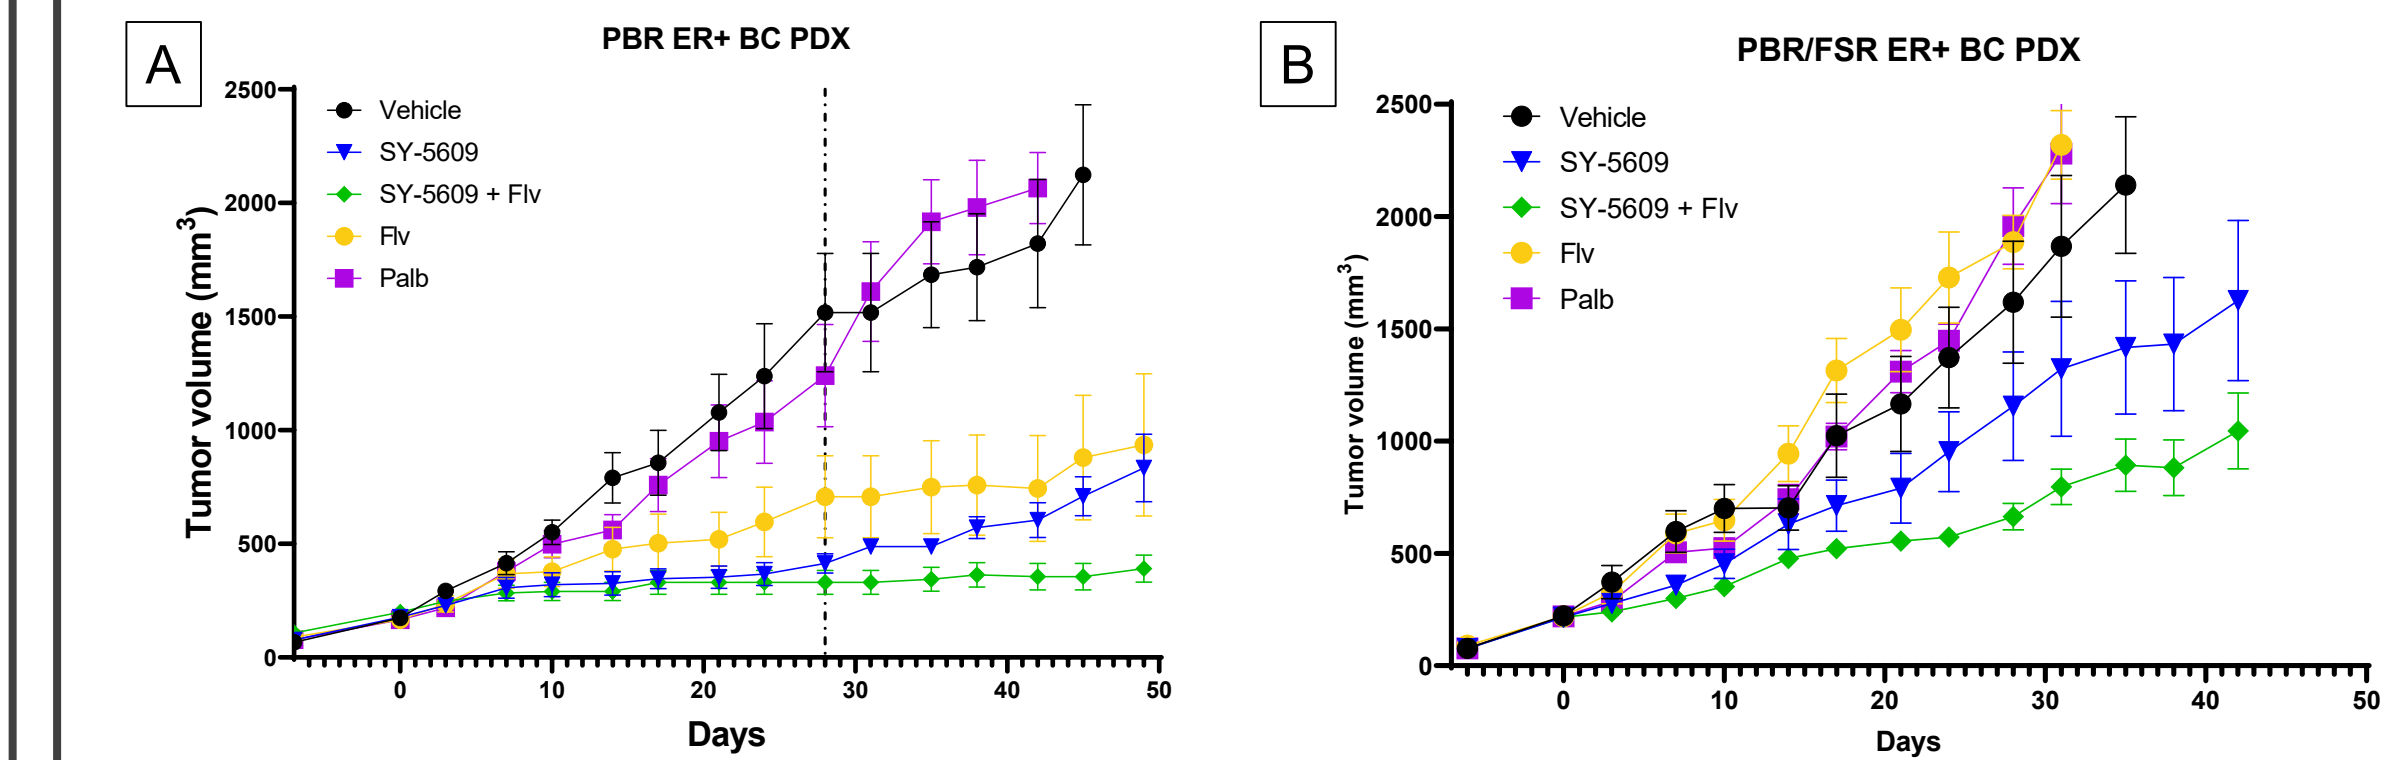 A
PBR ER+ BC PDX
Tumor volume (mm³)
2500
2000
1500
1000
500
0
Vehicle
SY-5609
SY-5609 + Flv
Flv
Palb
0 10 20 30 40 50
Days
B
PBR/FSR ER+ BC PDX
Tumor volume (mm³)
2500
2000
1500
1000
500
0
Vehicle
SY-5609
SY-5609 + Flv
Flv
Palb
0 10 20 30 40 50
Days